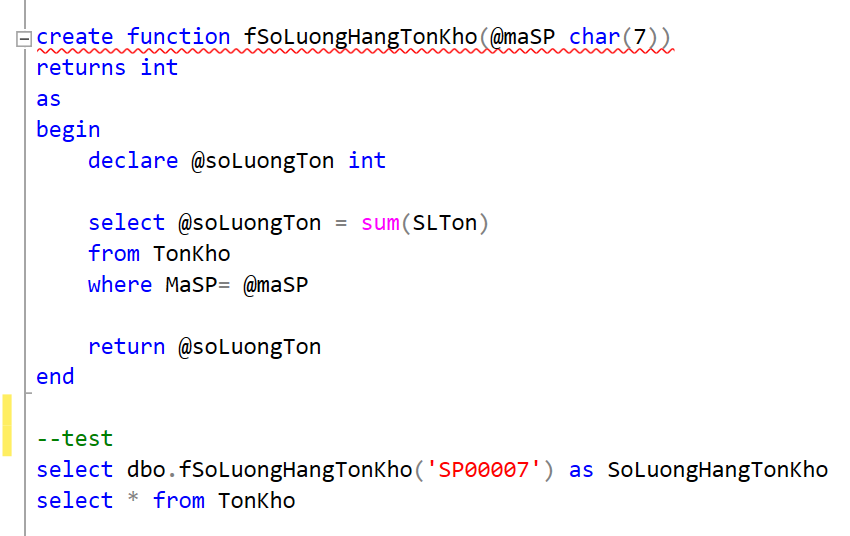 create function fSoLuongHangTonKho(@maSP char(7))
returns int
as
begin
    declare @soLuongTon int
    select @soLuongTon = sum(SLTon)
    from TonKho
    where MaSP= @maSP
    return @soLuongTon
end
--test
select dbo.fSoLuongHangTonKho('SP00007') as SoLuongHangTonKho
select * from TonKho